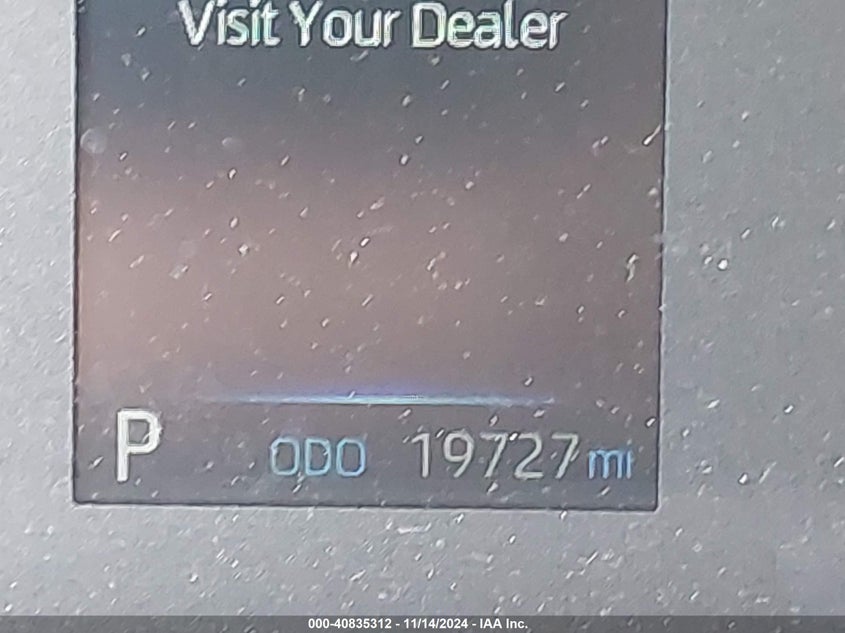 Visit Your Dealer
P ODO 19727 mi
000-40835312 - 11/14/2024 - IAA Inc.